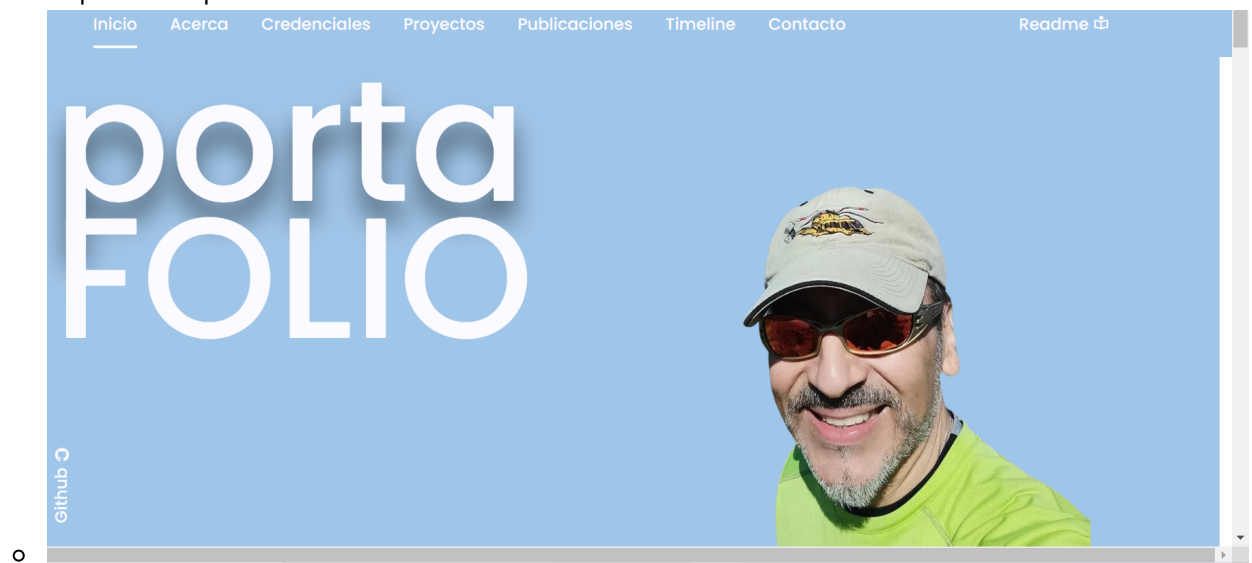 Inicio Acerca Credenciales Proyectos Publicaciones Timeline Contacto Readme
porta
FOLIO
Github